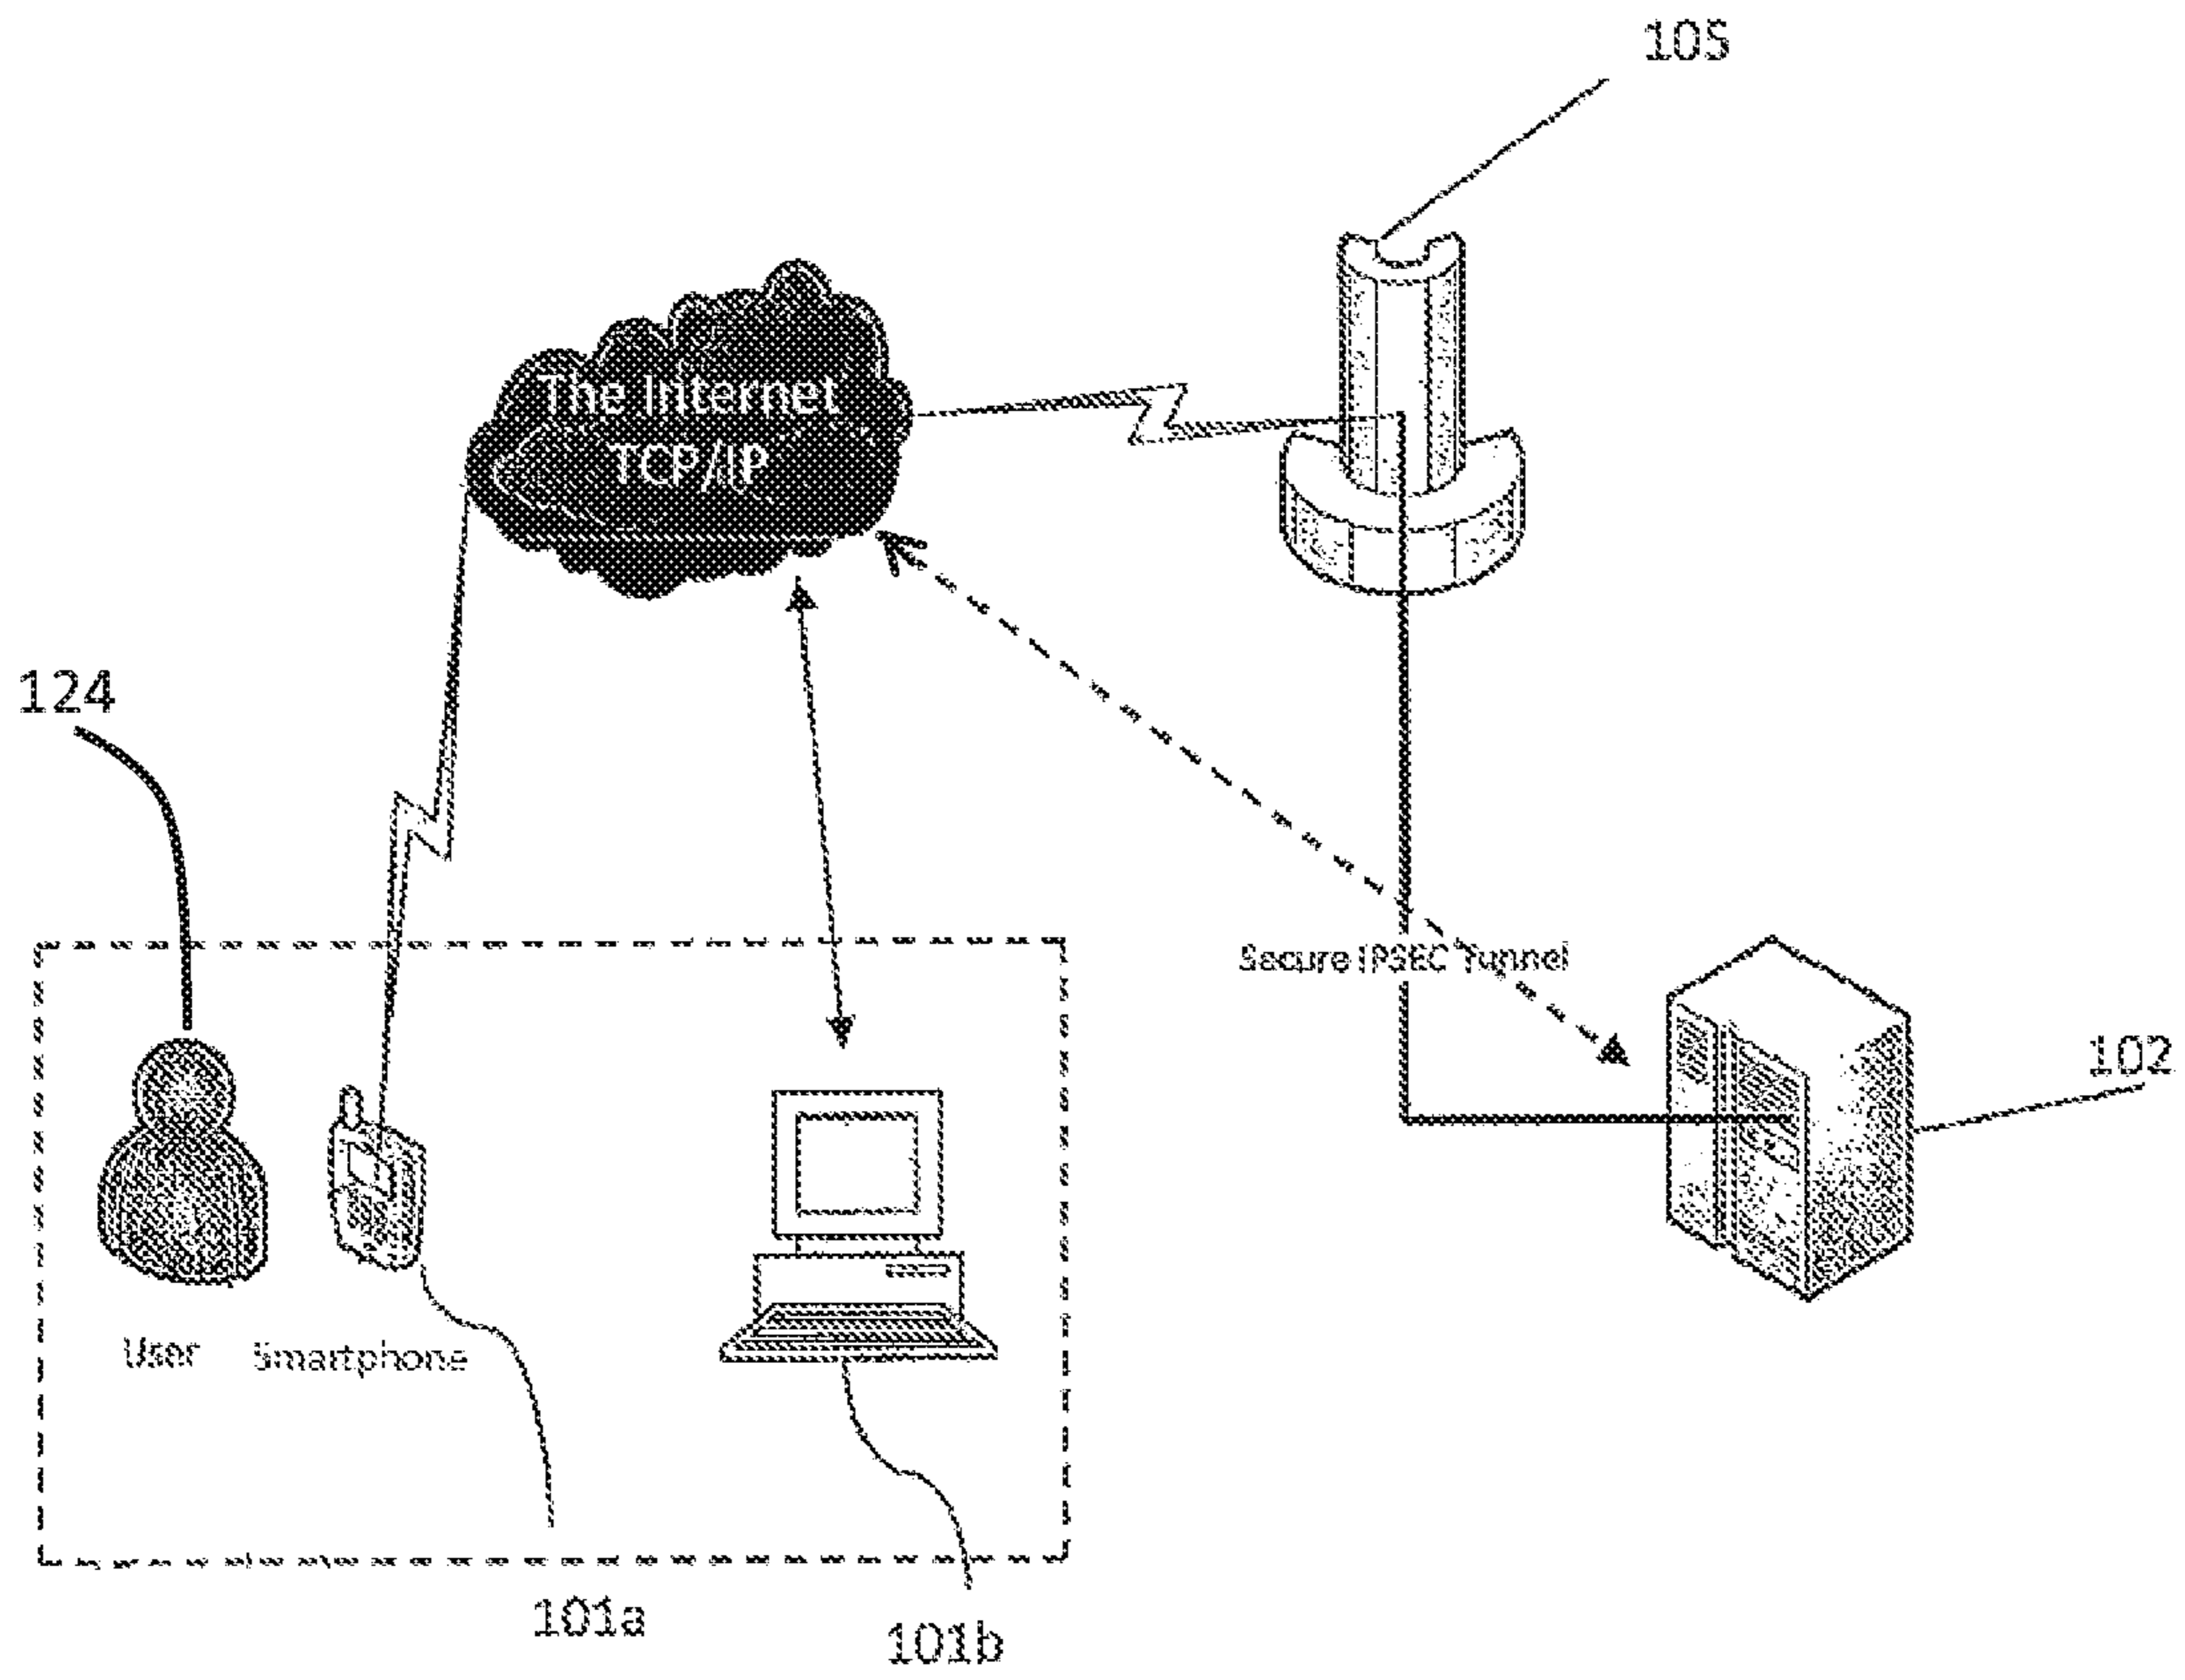 105
The Internet
TCP/IP
124
Secure IPSEC Tunnel
102
User
Smartphone
101a
101b